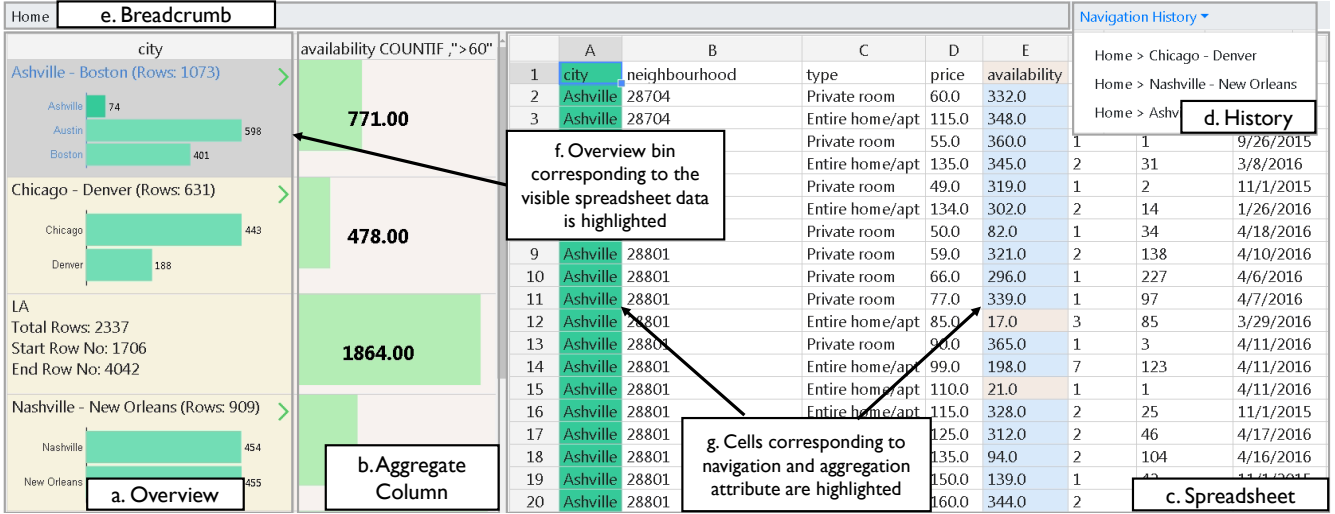 Home
e. Breadcrumb
Navigation History
Home > Chicago - Denver
Home > Nashville - New Orleans
Home > Ashv
d. History
city
Ashville - Boston (Rows: 1073)
Ashville 74
Austin 598
Boston 401
Chicago - Denver (Rows: 631)
Chicago 443
Denver 188
LA
Total Rows: 2337
Start Row No: 1706
End Row No: 4042
Nashville - New Orleans (Rows: 909)
Nashville 454
New Orleans 455
a. Overview
availability COUNTIF ,">60"
771.00
478.00
1864.00
b. Aggregate
Column
f. Overview bin
corresponding to the
visible spreadsheet data
is highlighted
A B C D E
1 city neighbourhood type price availability
2 Ashville 28704 Private room 60.0 332.0
3 Ashville 28704 Entire home/apt 115.0 348.0
Private room 55.0 360.0 1 1 9/26/2015
Entire home/apt 135.0 345.0 2 31 3/8/2016
Private room 49.0 319.0 1 2 11/1/2015
Entire home/apt 134.0 302.0 2 14 1/26/2016
Private room 50.0 82.0 1 34 4/18/2016
9 Ashville 28801 Private room 59.0 321.0 2 138 4/10/2016
10 Ashville 28801 Private room 66.0 296.0 1 227 4/6/2016
11 Ashville 28801 Private room 77.0 339.0 1 97 4/7/2016
12 Ashville 28801 Entire home/apt 85.0 17.0 3 85 3/29/2016
13 Ashville 28801 Private room 90.0 365.0 1 3 4/11/2016
14 Ashville 28801 Entire home/apt 99.0 198.0 7 123 4/11/2016
15 Ashville 28801 Entire home/apt 110.0 21.0 1 1 4/11/2016
16 Ashville 28801 Entire home/apt 115.0 328.0 2 25 11/1/2015
17 Ashville 28801 125.0 312.0 2 46 4/17/2016
18 Ashville 28801 135.0 94.0 2 104 4/16/2016
19 Ashville 28801 150.0 139.0 1
20 Ashville 28801 160.0 344.0 2
g. Cells corresponding to
navigation and aggregation
attribute are highlighted
c. Spreadsheet